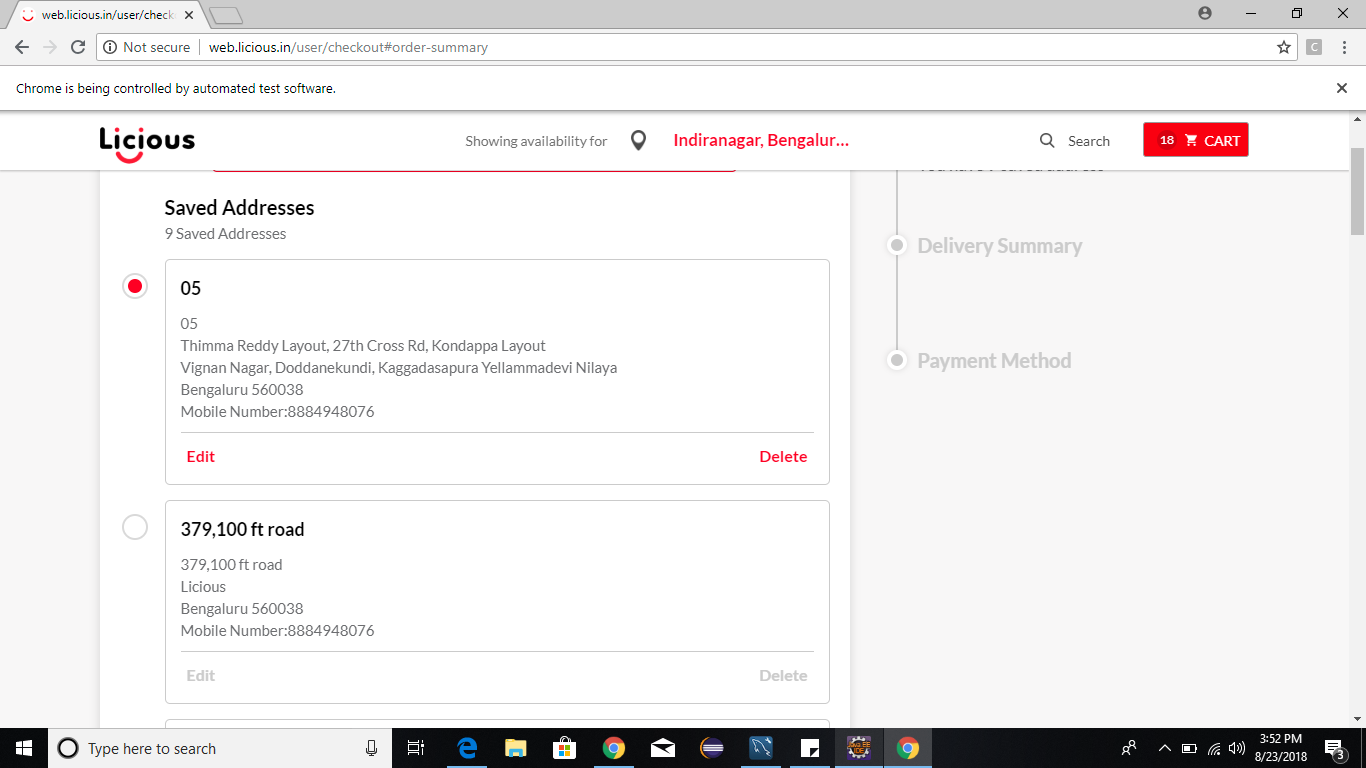 web.licious.in/user/check
Not secure
web.licious.in/user/checkout#order-summary
C
Chrome is being controlled by automated test software.
Licious
Showing availability for
Indiranagar, Bengalur...
Search
18 CART
Saved Addresses
9 Saved Addresses
05
05
Thimma Reddy Layout, 27th Cross Rd, Kondappa Layout
Vignan Nagar, Doddanekundi, Kaggadasapura Yellammadevi Nilaya
Bengaluru 560038
Mobile Number:8884948076
Edit
Delete
379,100 ft road
379,100 ft road
Licious
Bengaluru 560038
Mobile Number:8884948076
Edit
Delete
Delivery Summary
Payment Method
Type here to search
3:52 PM
8/23/2018
3